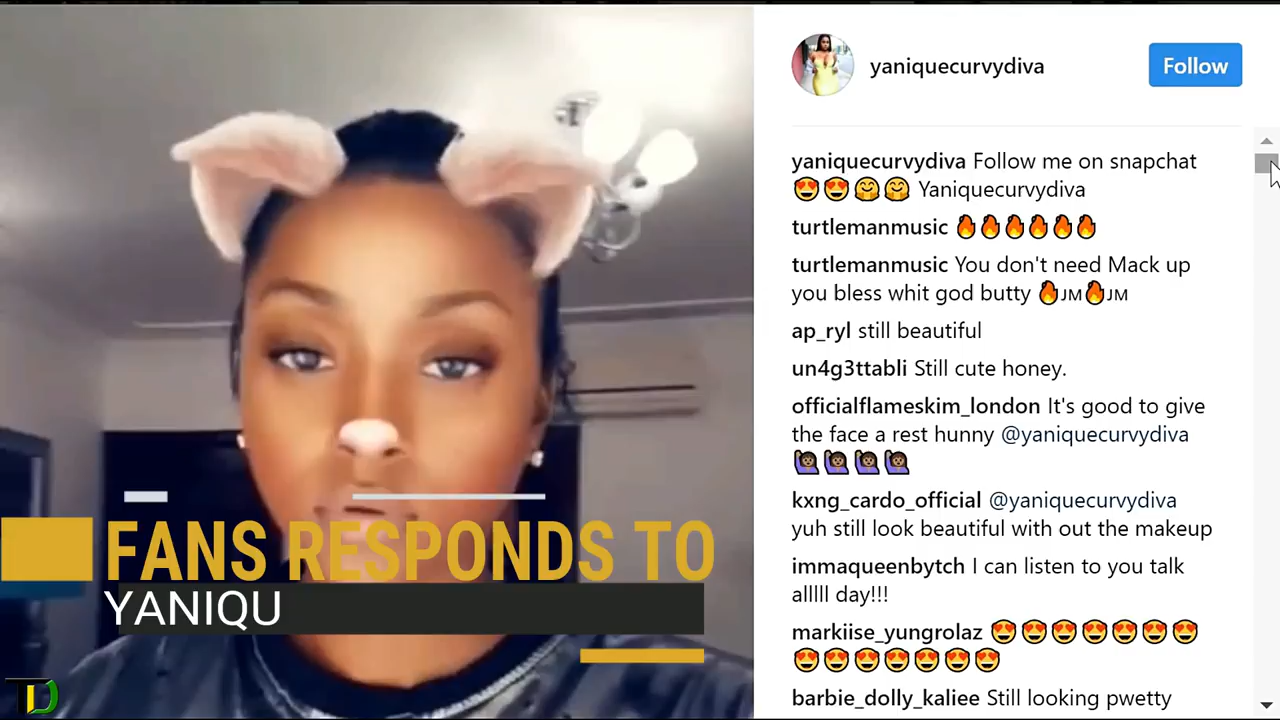 yaniquecurvydiva
Follow
yaniquecurvydiva Follow me on snapchat
😍😍🤗🤗 Yaniquecurvydiva
turtlemanmusic 🔥🔥🔥🔥🔥🔥
turtlemanmusic You don't need Mack up
you bless whit god butty 🔥JM🔥JM
ap_ryl still beautiful
un4g3ttabli Still cute honey.
officialflameskim_london It's good to give
the face a rest hunny @yaniquecurvydiva
🙋🏽‍♀️🙋🏽‍♀️🙋🏽‍♀️🙋🏽‍♀️
kxng_cardo_official @yaniquecurvydiva
yuh still look beautiful with out the makeup
immaqueenbytch I can listen to you talk
alllll day!!!
markiise_yungrolaz 😍😍😍😍😍😍😍
😍😍😍😍😍😍😍
barbie_dolly_kaliee Still looking pwetty
FANS RESPONDS TO
YANIQU
TD